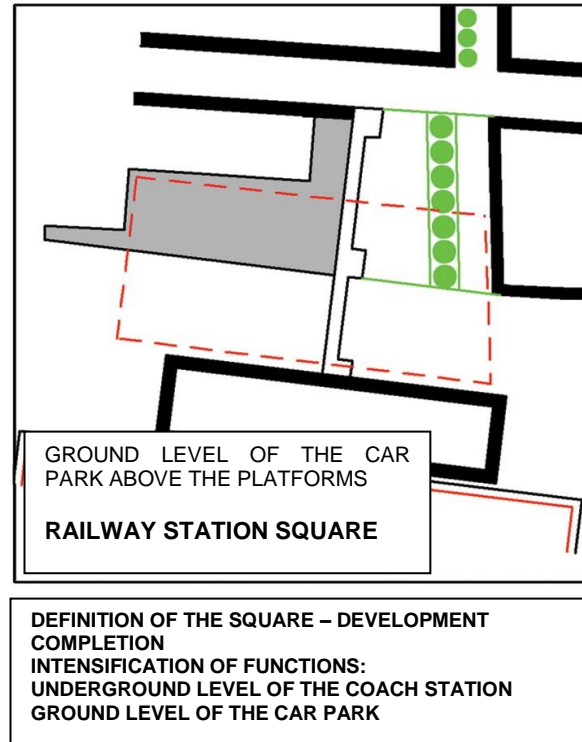 GROUND LEVEL OF THE CAR
PARK ABOVE THE PLATFORMS
RAILWAY STATION SQUARE
DEFINITION OF THE SQUARE – DEVELOPMENT
COMPLETION
INTENSIFICATION OF FUNCTIONS:
UNDERGROUND LEVEL OF THE COACH STATION
GROUND LEVEL OF THE CAR PARK